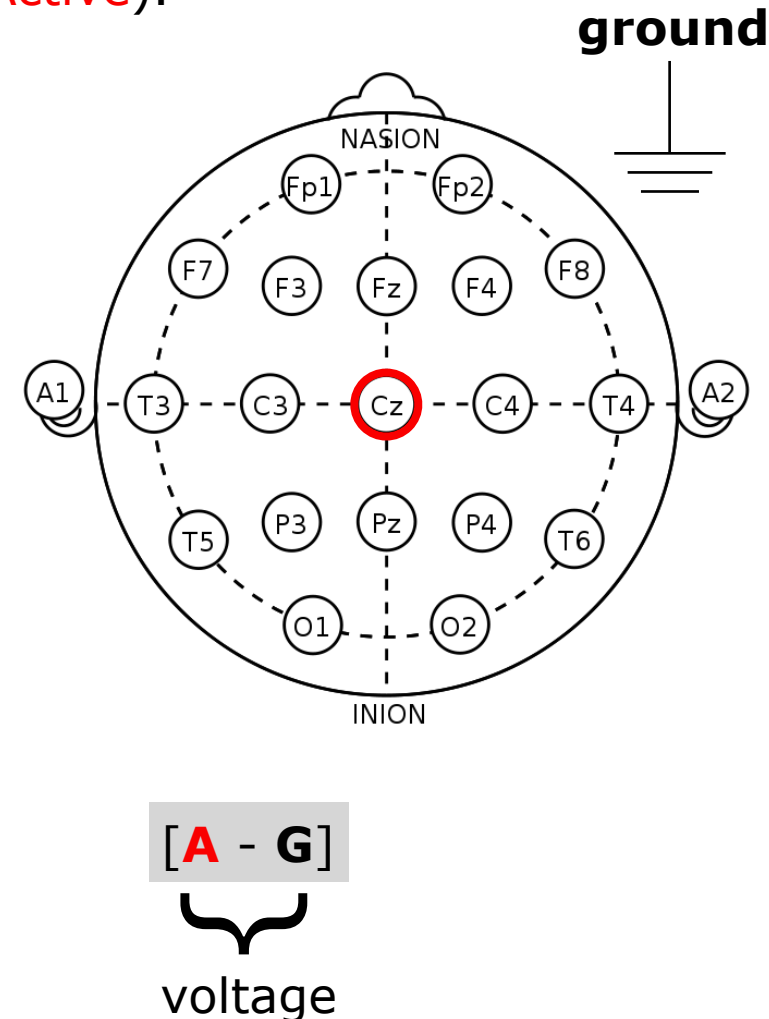 Active).
ground
NASION
Fp1 Fp2
F7 F3 Fz F4 F8
A1 T3 C3 Cz C4 T4 A2
T5 P3 Pz P4 T6
O1 O2
INION
[A - G]
voltage